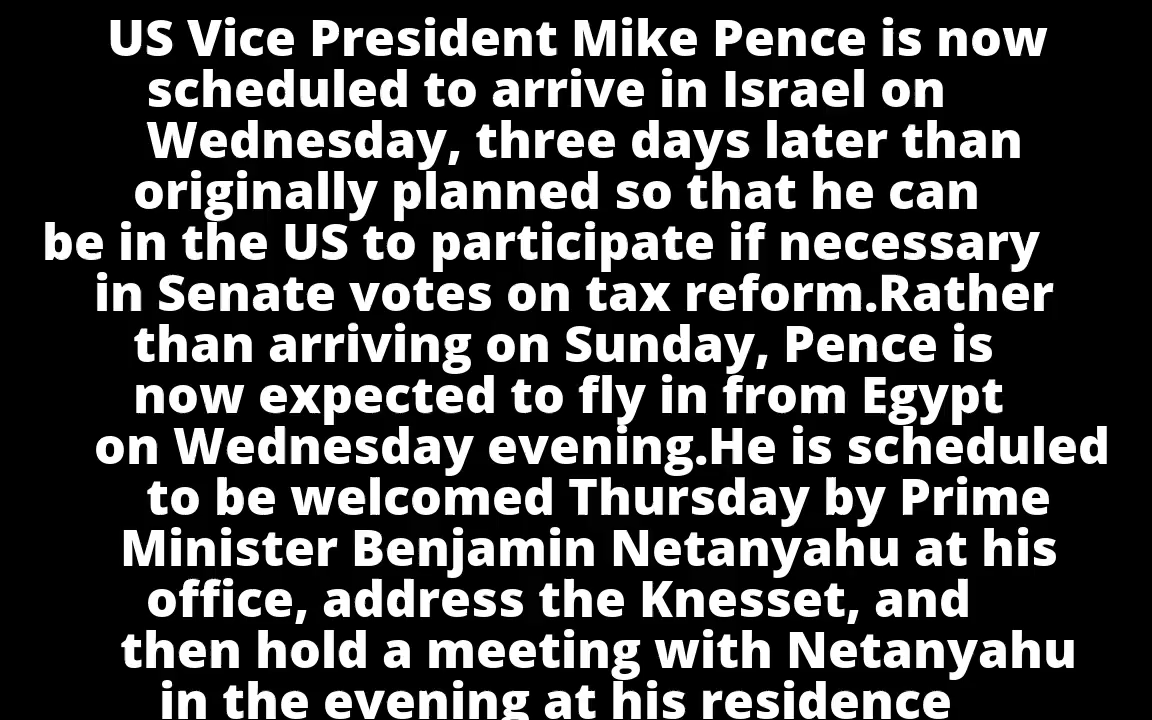 US Vice President Mike Pence is now
scheduled to arrive in Israel on
Wednesday, three days later than
originally planned so that he can
be in the US to participate if necessary
in Senate votes on tax reform.Rather
than arriving on Sunday, Pence is
now expected to fly in from Egypt
on Wednesday evening.He is scheduled
to be welcomed Thursday by Prime
Minister Benjamin Netanyahu at his
office, address the Knesset, and
then hold a meeting with Netanyahu
in the evening at his residence